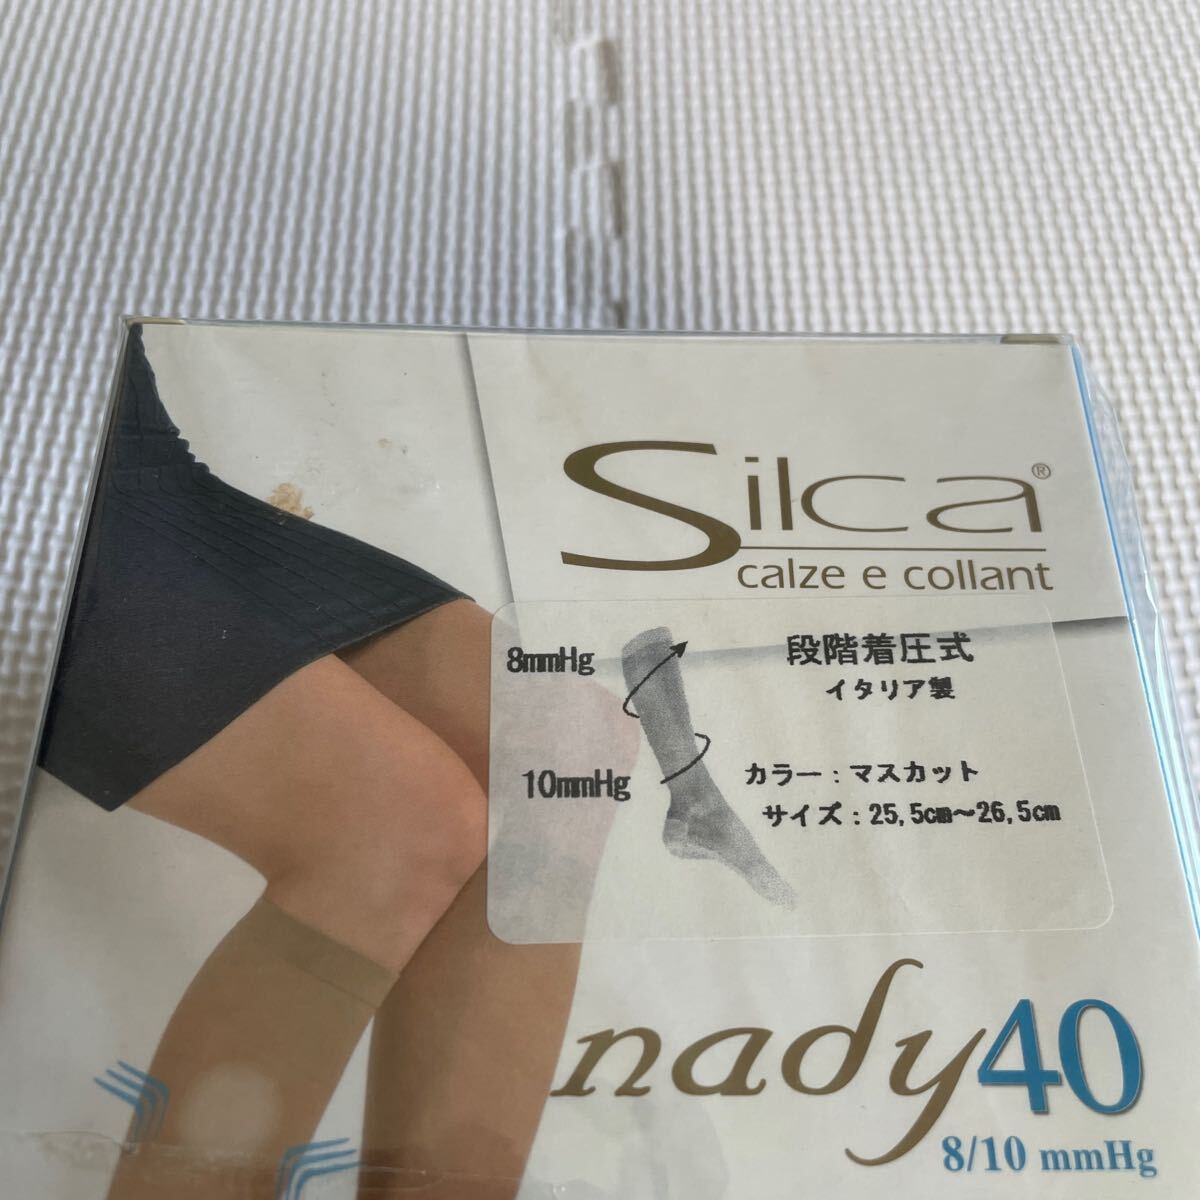 Silca®
calze e collant
8mmHg
段階着圧式
イタリア製
10mmHg
カラー：マスカット
サイズ：25,5cm～26,5cm
nady40
8/10 mmHg